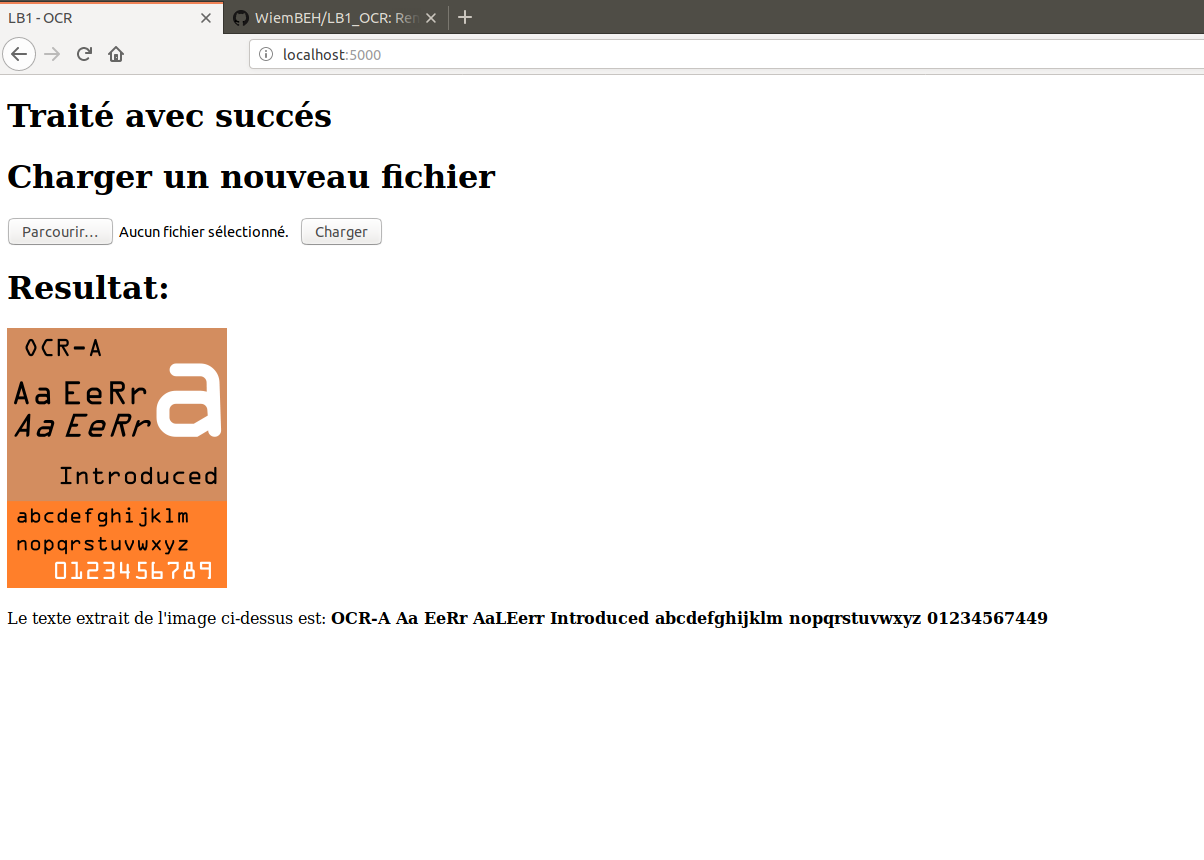 LB1 - OCR
WiemBEH/LB1_OCR: Ren
localhost:5000
Traité avec succés
Charger un nouveau fichier
Parcourir... Aucun fichier sélectionné. Charger
Resultat:
OCR-A
Aa EeRr
a
Aa EeRr
Introduced
abcdefghijklm
nopqrstuvwxyz
0123456789
Le texte extrait de l'image ci-dessus est: OCR-A Aa EeRr AaLEerr Introduced abcdefghijklm nopqrstuvwxyz 01234567449